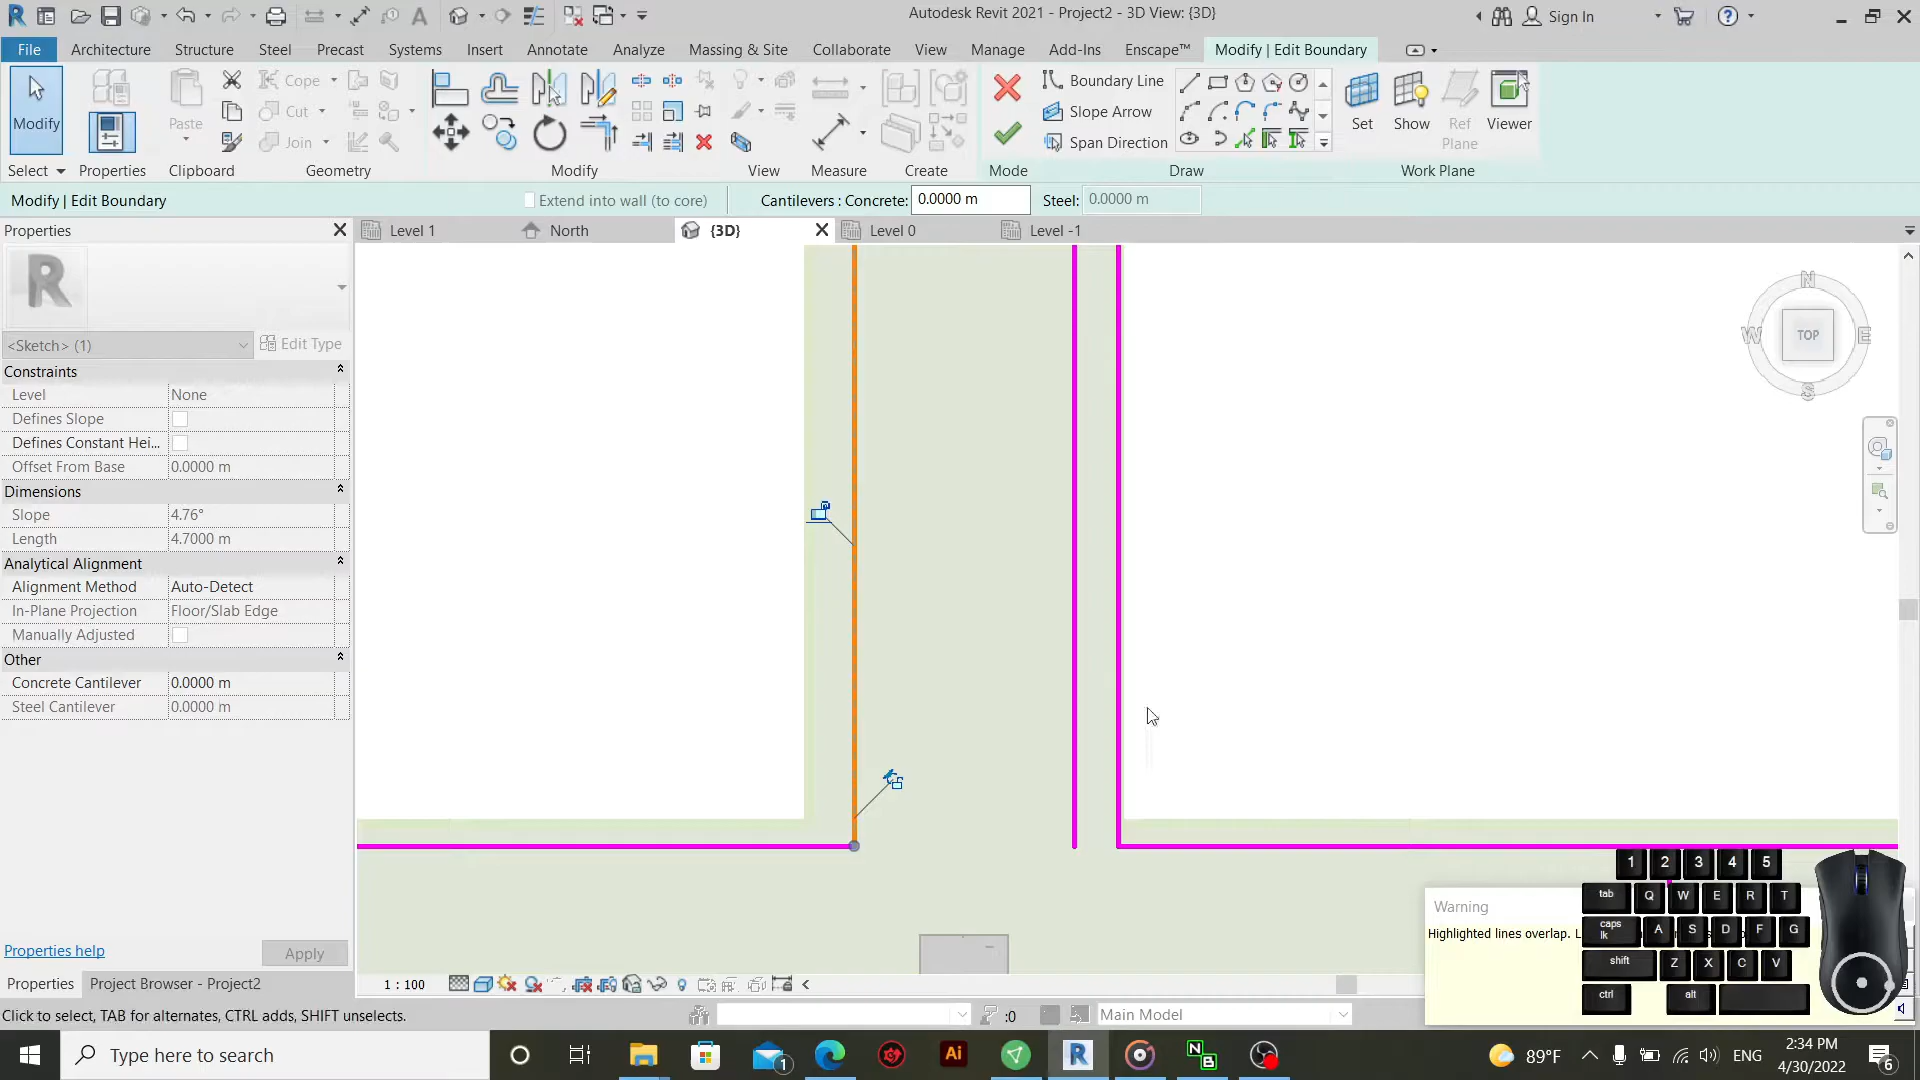 Autodesk Revit 2021 - Project2 - 3D View: {3D}
Sign In
File
Architecture
Structure
Steel
Precast
Systems
Insert
Annotate
Analyze
Massing & Site
Collaborate
View
Manage
Add-Ins
Enscape™
Modify | Edit Boundary
Modify
Paste
Cope
Cut
Join
Boundary Line
Slope Arrow
Span Direction
Set
Show
Ref
Plane
Viewer
Select
Properties
Clipboard
Geometry
Modify
View
Measure
Create
Mode
Draw
Work Plane
Modify | Edit Boundary
Extend into wall (to core)
Cantilevers : Concrete:
0.0000 m
Steel:
0.0000 m
Properties
Level 1
North
{3D}
Level 0
Level -1
R
<Sketch> (1)
Edit Type
Constraints
Level
None
Defines Slope
Defines Constant Hei...
Offset From Base
0.0000 m
Dimensions
Slope
4.76°
Length
4.7000 m
Analytical Alignment
Alignment Method
Auto-Detect
In-Plane Projection
Floor/Slab Edge
Manually Adjusted
Other
Concrete Cantilever
0.0000 m
Steel Cantilever
0.0000 m
Properties help
Apply
Properties
Project Browser - Project2
N
W
TOP
E
S
Warning
Highlighted lines overlap.
1 2 3 4 5
tab Q W E R T
caps
lk
A S D F G
shift Z X C V
ctrl alt
1 : 100
Click to select, TAB for alternates, CTRL adds, SHIFT unselects.
:0
Main Model
Type here to search
1
Ai
R
N
B
89°F
ENG
2:34 PM
4/30/2022
6